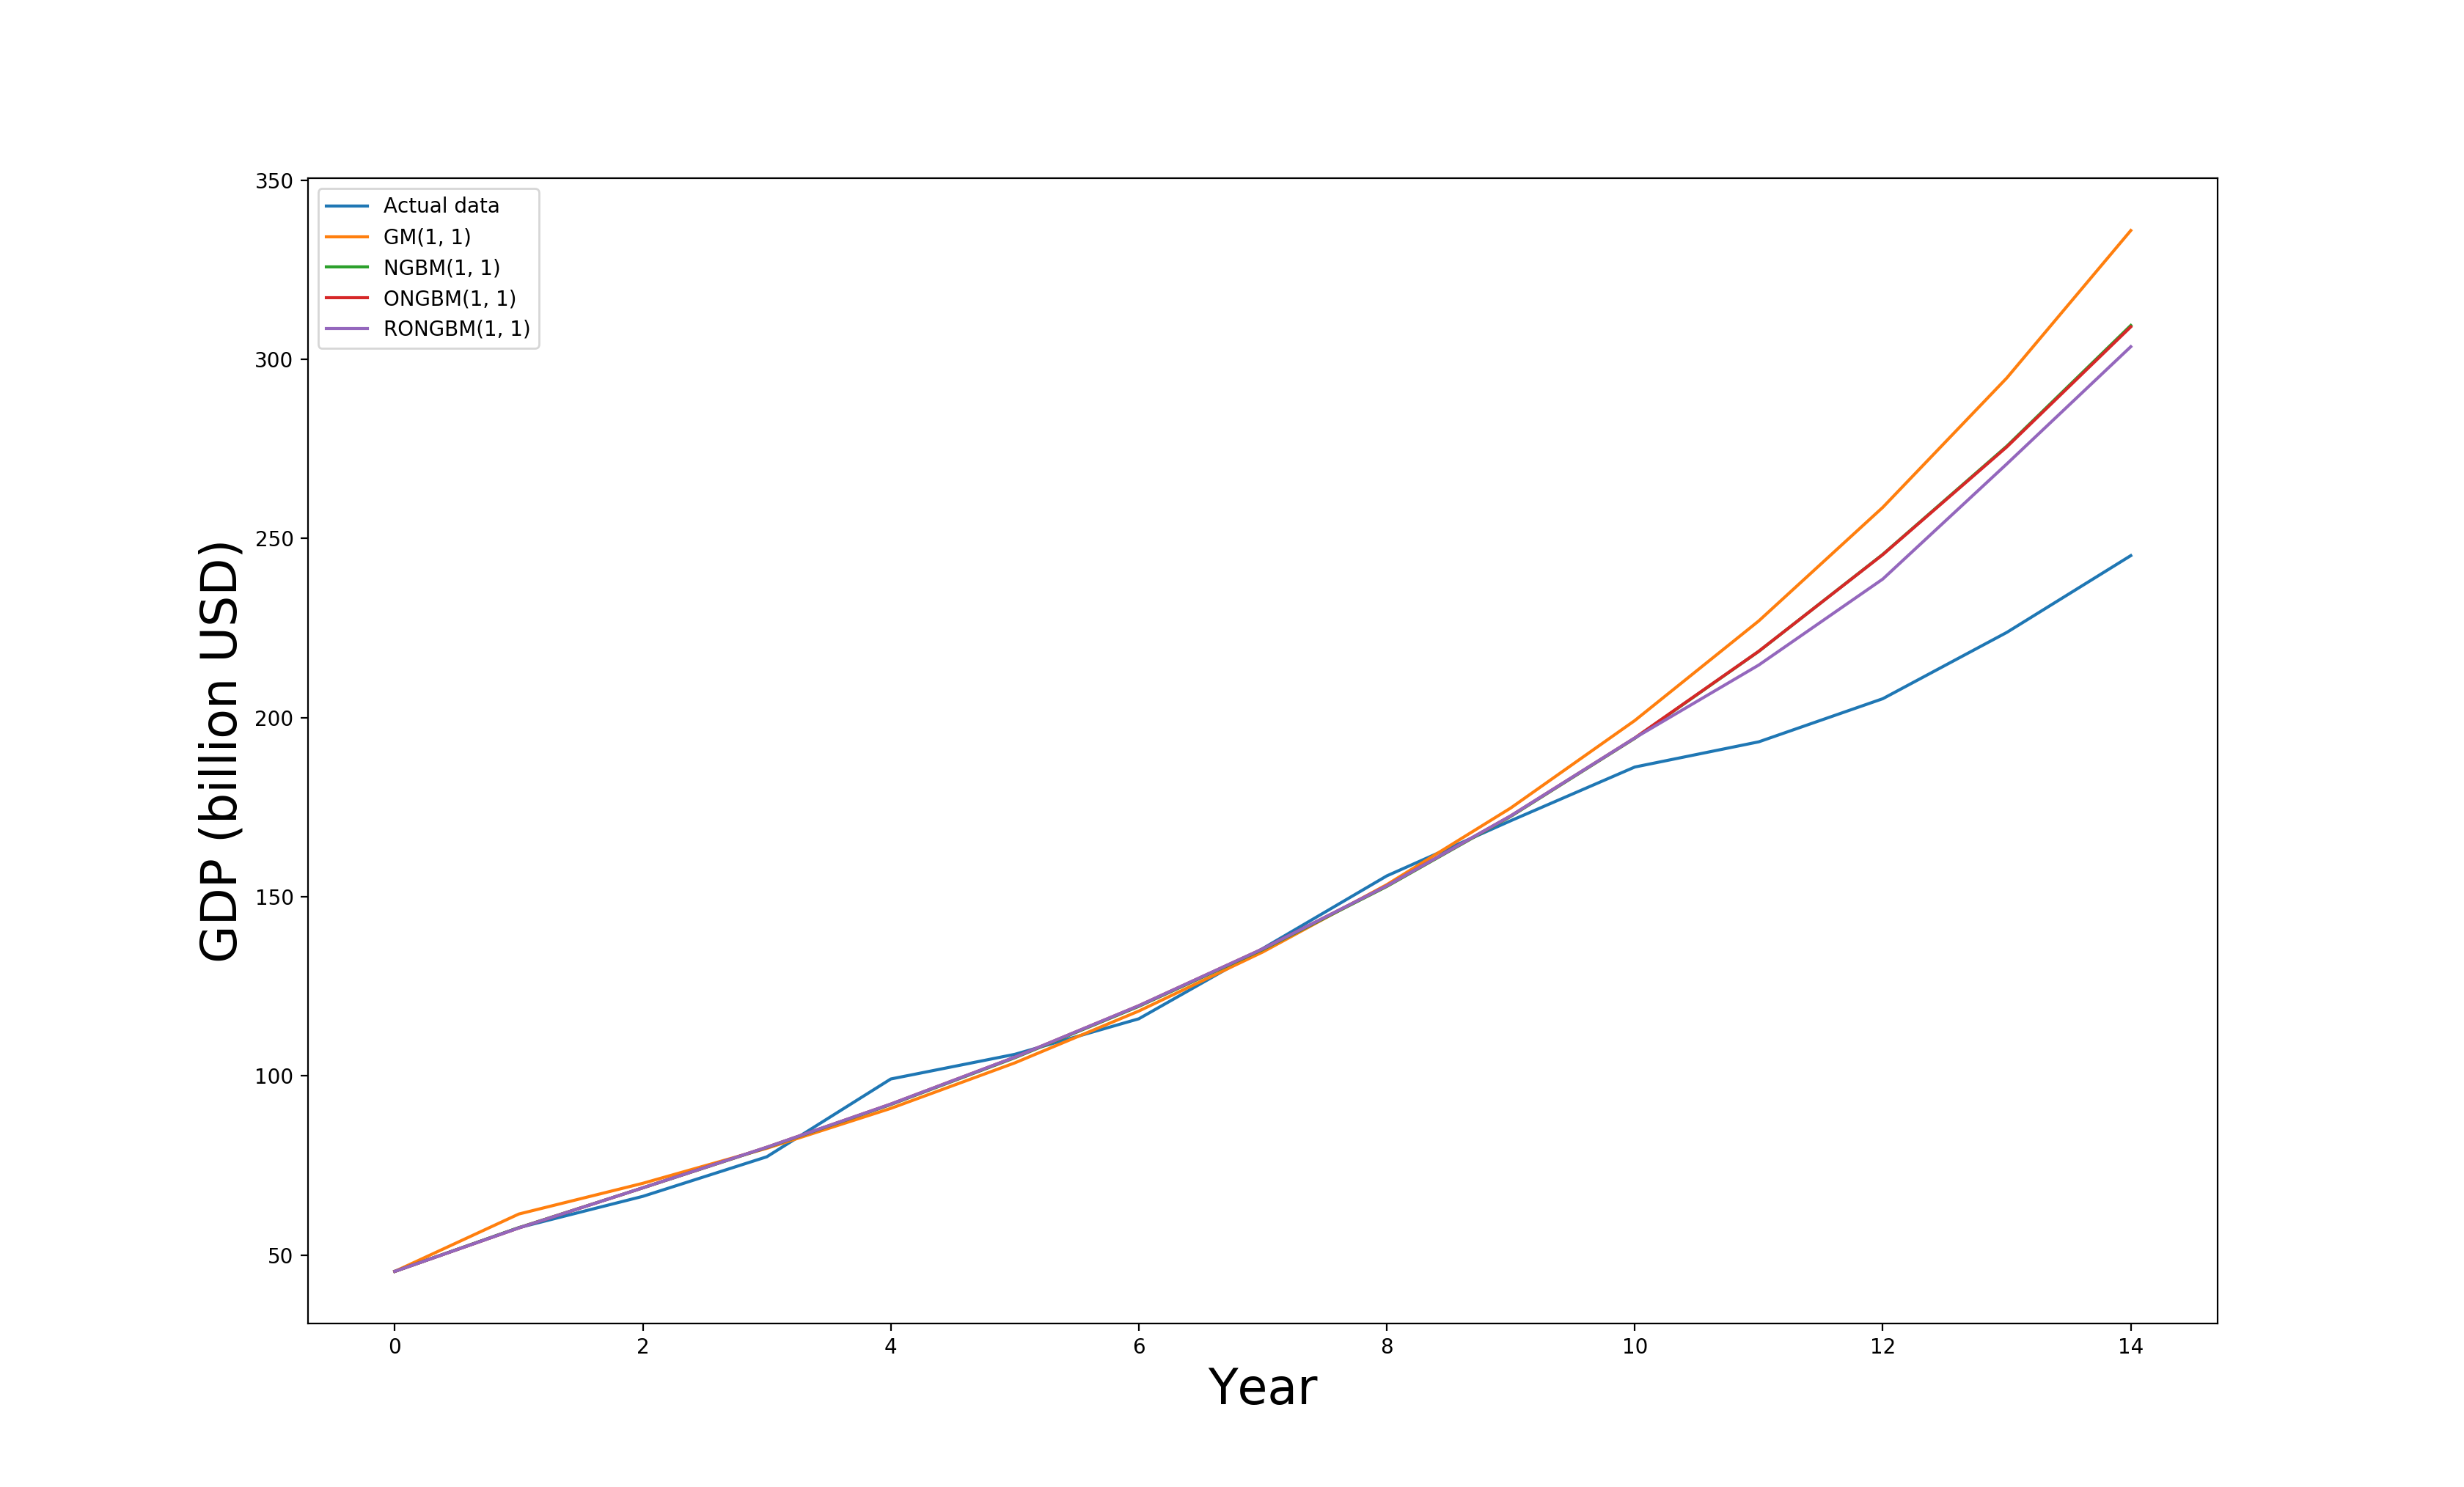 350
300
250
200
150
100
50
GDP (billion USD)
Actual data
GM(1, 1)
NGBM(1, 1)
ONGBM(1, 1)
RONGBM(1, 1)
0 2 4 6 8 10 12 14
Year